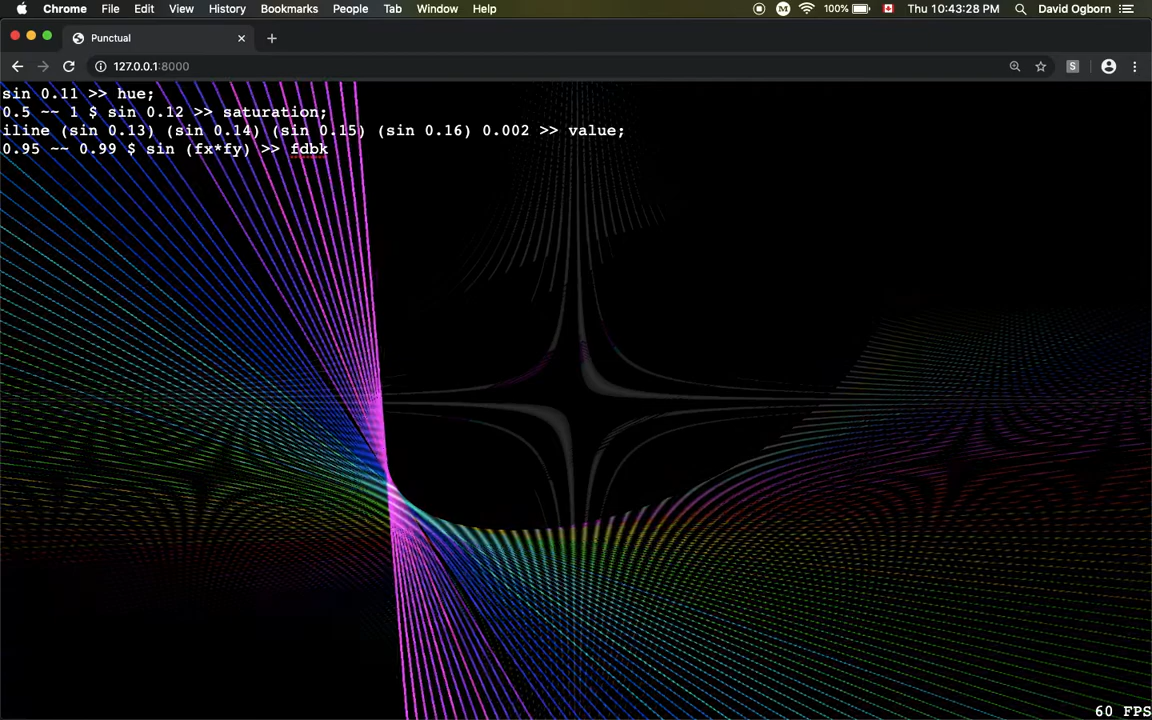 Chrome File Edit View History Bookmarks People Tab Window Help M 100% Thu 10:43:28 PM David Ogborn
Punctual
127.0.0.1:8000 S
sin 0.11 >> hue;
0.5 ~~ 1 $ sin 0.12 >> saturation;
iline (sin 0.13) (sin 0.14) (sin 0.15) (sin 0.16) 0.002 >> value;
0.95 ~~ 0.99 $ sin (fx*fy) >> fdbk
60 FPS